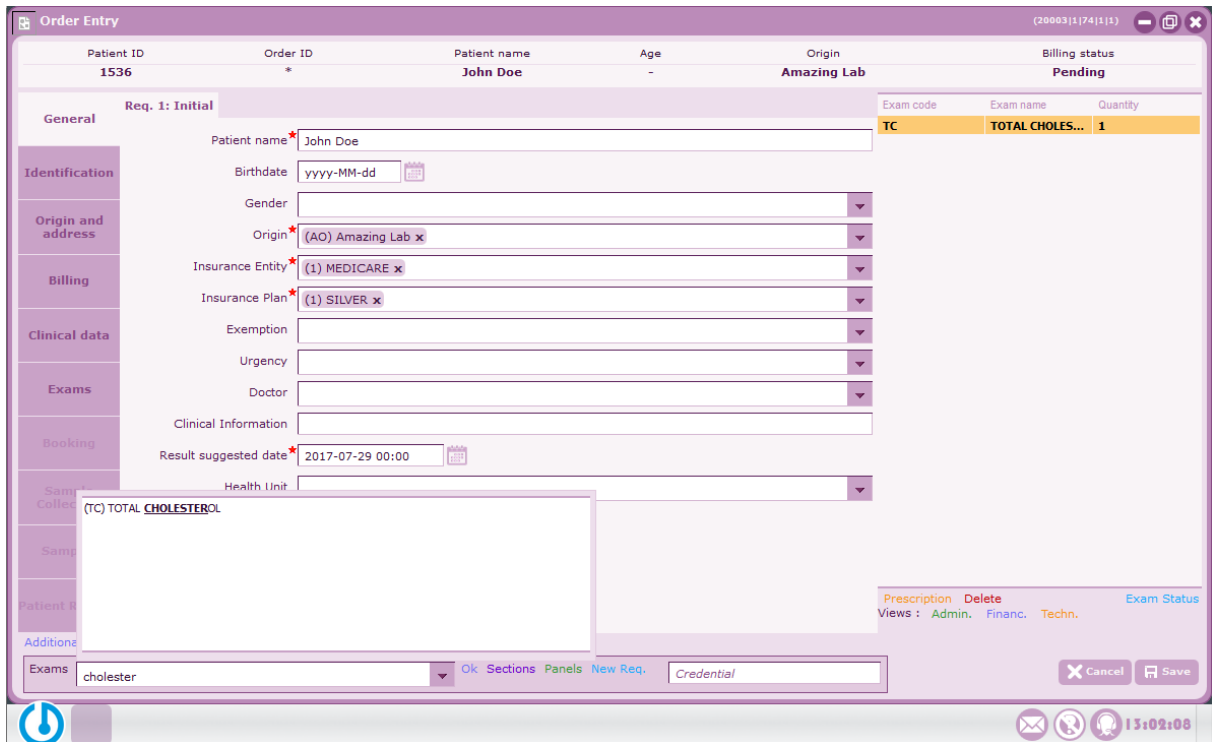 Order Entry (20003|1|74|1|1)
Patient ID Order ID Patient name Age Origin Billing status
1536 * John Doe - Amazing Lab Pending
General
Identification
Origin and
address
Billing
Clinical data
Exams
Booking
Sample
Collec
Samp
Patient R
Req. 1: Initial
Patient name* John Doe
Birthdate yyyy-MM-dd
Gender
Origin* (AO) Amazing Lab x
Insurance Entity* (1) MEDICARE x
Insurance Plan* (1) SILVER x
Exemption
Urgency
Doctor
Clinical Information
Result suggested date* 2017-07-29 00:00
Health Unit
(TC) TOTAL CHOLESTEROL
Exam code Exam name Quantity
TC TOTAL CHOLES... 1
Prescription Delete Exam Status
Views : Admin. Financ. Techn.
Additiona
Exams cholester Ok Sections Panels New Req. Credential
Cancel Save
13:02:08